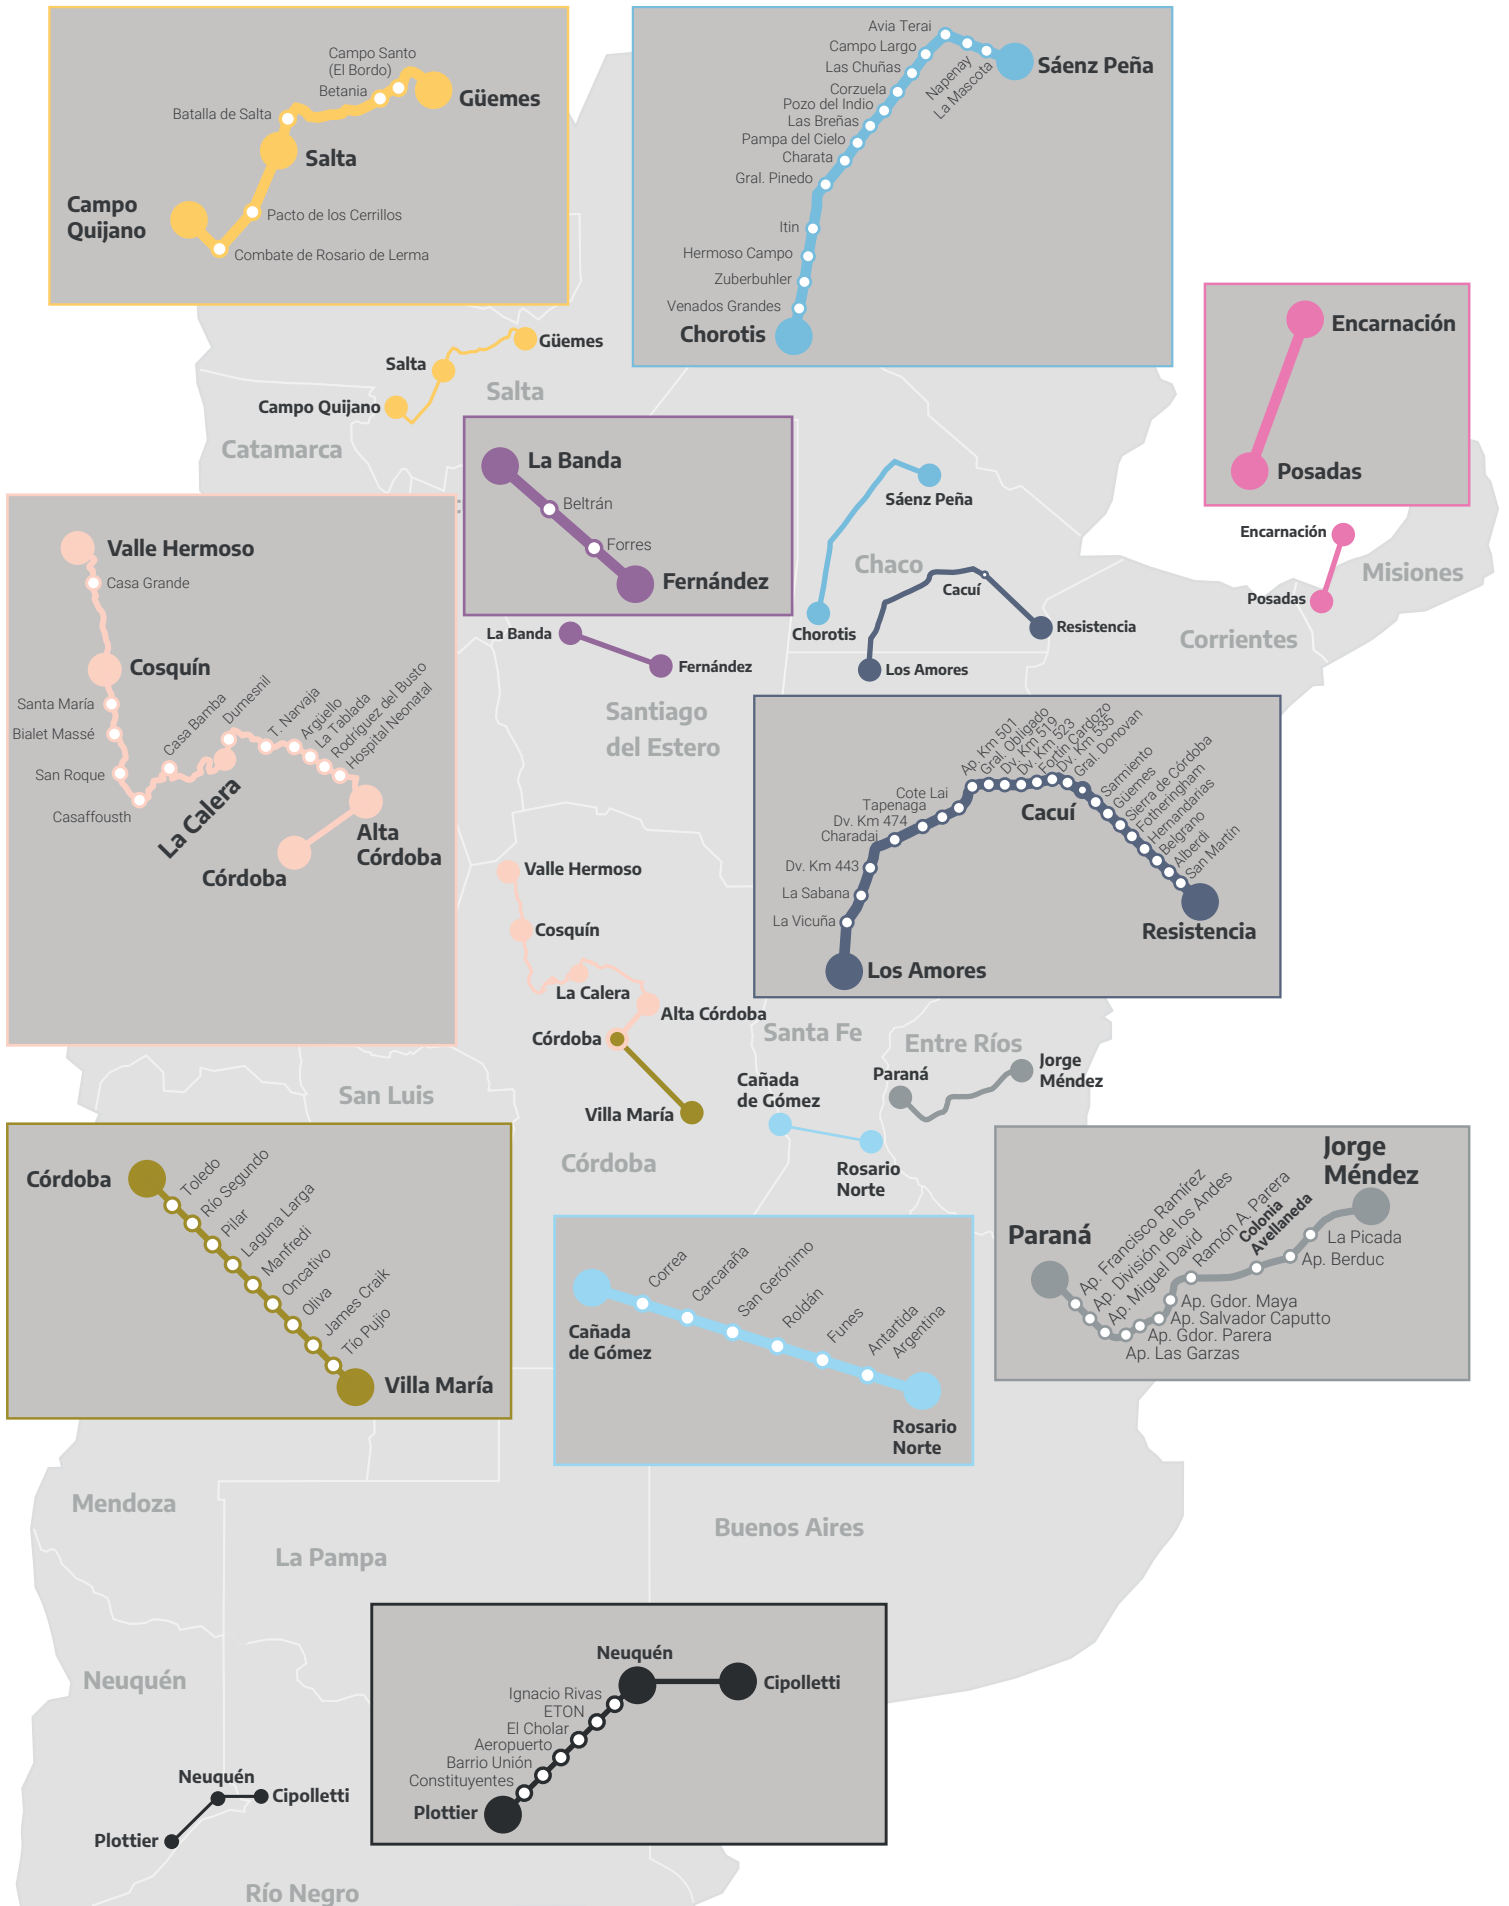 Campo Santo
(El Bordo)
Betania
Batalla de Salta
Güemes
Salta
Campo
Quijano
Pacto de los Cerrillos
Combate de Rosario de Lerma
Avia Terai
Campo Largo
Las Chuñas
Corzuela
Pozo del Indio
Las Breñas
Pampa del Cielo
Charata
Gral. Pinedo
Itin
Hermoso Campo
Zuberbuhler
Venados Grandes
Chorotis
Napenay
La Mascota
Sáenz Peña
Encarnación
Posadas
Güemes
Salta
Campo Quijano
Salta
Catamarca
La Banda
Beltrán
Forres
Fernández
Sáenz Peña
Chaco
Cacuí
Chorotis
Resistencia
Los Amores
Encarnación
Posadas
Misiones
Corrientes
La Banda
Fernández
Santiago
del Estero
Valle Hermoso
Casa Grande
Cosquín
Santa María
Bialet Massé
San Roque
Casaffousth
Casa Bamba
Dumesnil
La Calera
T. Narvaja
Argüello
La Tablada
Rodríguez del Busto
Hospital Neonatal
Alta
Córdoba
Córdoba
Ap. Km 501
Gral. Obligado
Dv. Km 519
Dv. Km 523
Fortín Cardozo
Dv. Km 535
Gral. Donovan
Cote Lai
Tapenaga
Dv. Km 474
Charadai
Dv. Km 443
La Sabana
La Vicuña
Los Amores
Cacuí
Sarmiento
Güemes
Sierra de Córdoba
Fotheringham
Hernandarias
Belgrano
Alberdi
San Martín
Resistencia
Valle Hermoso
Cosquín
La Calera
Alta Córdoba
Córdoba
Villa María
Santa Fe
Entre Ríos
Jorge
Méndez
Paraná
Cañada
de Gómez
Rosario
Norte
San Luis
Córdoba
Córdoba
Toledo
Río Segundo
Pilar
Laguna Larga
Manfredi
Oncativo
Oliva
James Craik
Tío Pujio
Villa María
Cañada
de Gómez
Correa
Carcaraña
San Gerónimo
Roldán
Funes
Antartida
Argentina
Rosario
Norte
Paraná
Ap. Francisco Ramírez
Ap. División de los Andes
Ap. Miguel David
Ap. Las Garzas
Ap. Gdor. Parera
Ap. Salvador Caputto
Ap. Gdor. Maya
Ramón A. Parera
Colonia
Avellaneda
Ap. Berduc
La Picada
Jorge
Méndez
Mendoza
La Pampa
Buenos Aires
Neuquén
Neuquén
Cipolletti
Ignacio Rivas
ETON
El Cholar
Aeropuerto
Barrio Unión
Constituyentes
Plottier
Neuquén
Cipolletti
Plottier
Río Negro